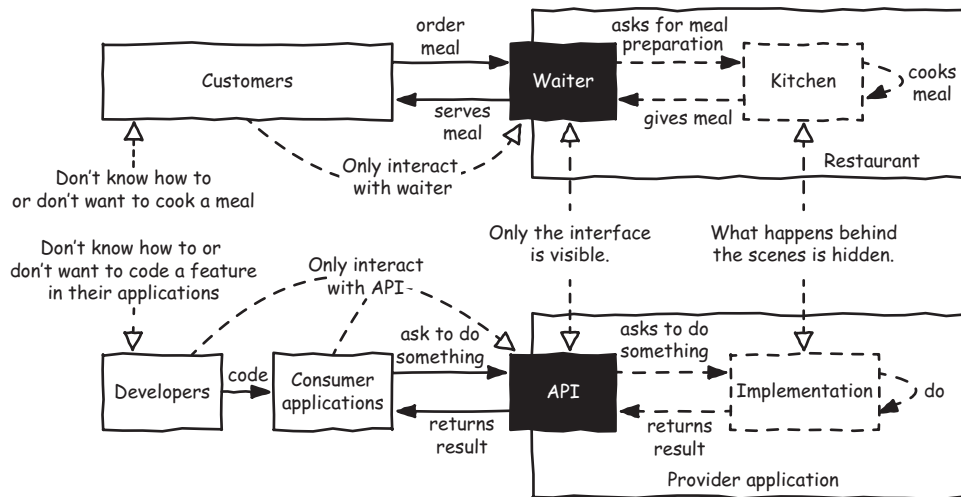 order
meal
asks for meal
preparation
Customers
Waiter
Kitchen
cooks
meal
serves
meal
gives meal
Only interact
with waiter
Restaurant
Don't know how to
or don't want to cook a meal
Don't know how to or
don't want to code a feature
in their applications
Only interact
with API
Only the interface
is visible.
What happens behind
the scenes is hidden.
ask to do
something
asks to do
something
Developers
code
Consumer
applications
API
Implementation
do
returns
result
returns
result
Provider application